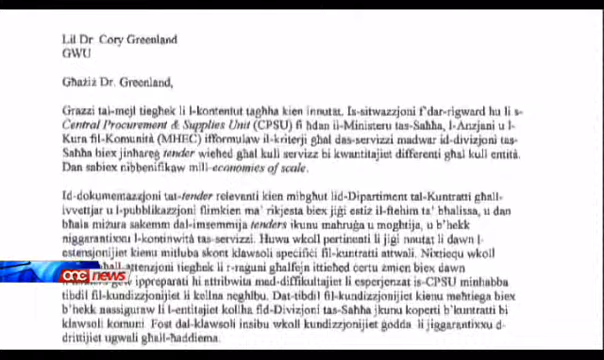 Lil Dr Cory Greenland
GWU
Għażiż Dr. Greenland,
Grazzi tal-mejl tiegħek li l-kontentut tagħha kien innutat. Is-sitwazzjoni f'dar-rigward hu li s-
Central Procurement & Supplies Unit (CPSU) fi ħdan il-Ministeru tas-Saħħa, l-Anzjani u l-
Kura fil-Komunità (MHEC) ifformulaw il-kriterji għal das-servizzi madwar id-diviżjoni tas-
Saħħa biex jinħareġ tender wieħed għal kull servizz bi kwantitajiet differenti għal kull entità.
Dan sabiex nibbenifikaw mill-economies of scale.
Id-dokumentazzjoni tat-tender relevanti kien mibgħut lid-Dipartiment tal-Kuntratti għall-
ivvettjar u l-pubblikazzjoni flimkien ma' rikjesta biex jiġi estiż il-ftehim ta' bħalissa, u dan
bħala miżura sakemm dal-imsemmija tenders ikunu maħruġa u mogħtija, u b'hekk
niggarantixxu l-kontinwità tas-servizzi. Huwa wkoll pertinenti li jiġi nnutat li dawn l-
estensjonijiet kienu mitluba skont klawsoli speċifiċi fil-kuntratti attwali. Nixtiequ wkoll
ħall-attenzjoni tiegħek li r-raġuni għalfejn ittieħed ċertu żmien biex dawn
ġew ippreparati hi attribwita mad-diffikultajiet li esperjenzat is-CPSU minħabba
tibdil fil-kundizzjonijiet li kellna negħlbu. Dat-tibdil fil-kundizzjonijiet kienu meħtieġa biex
b'hekk nassiguraw li l-entitajiet kollha fid-Diviżjoni tas-Saħħa jkunu koperti b'kuntratti bi
klawsoli komuni Fost dal-klawsoli insibu wkoll kundizzjonijiet ġodda li jiggarantixxu d-
drittijiet ugwali għall-ħaddiema.
one news